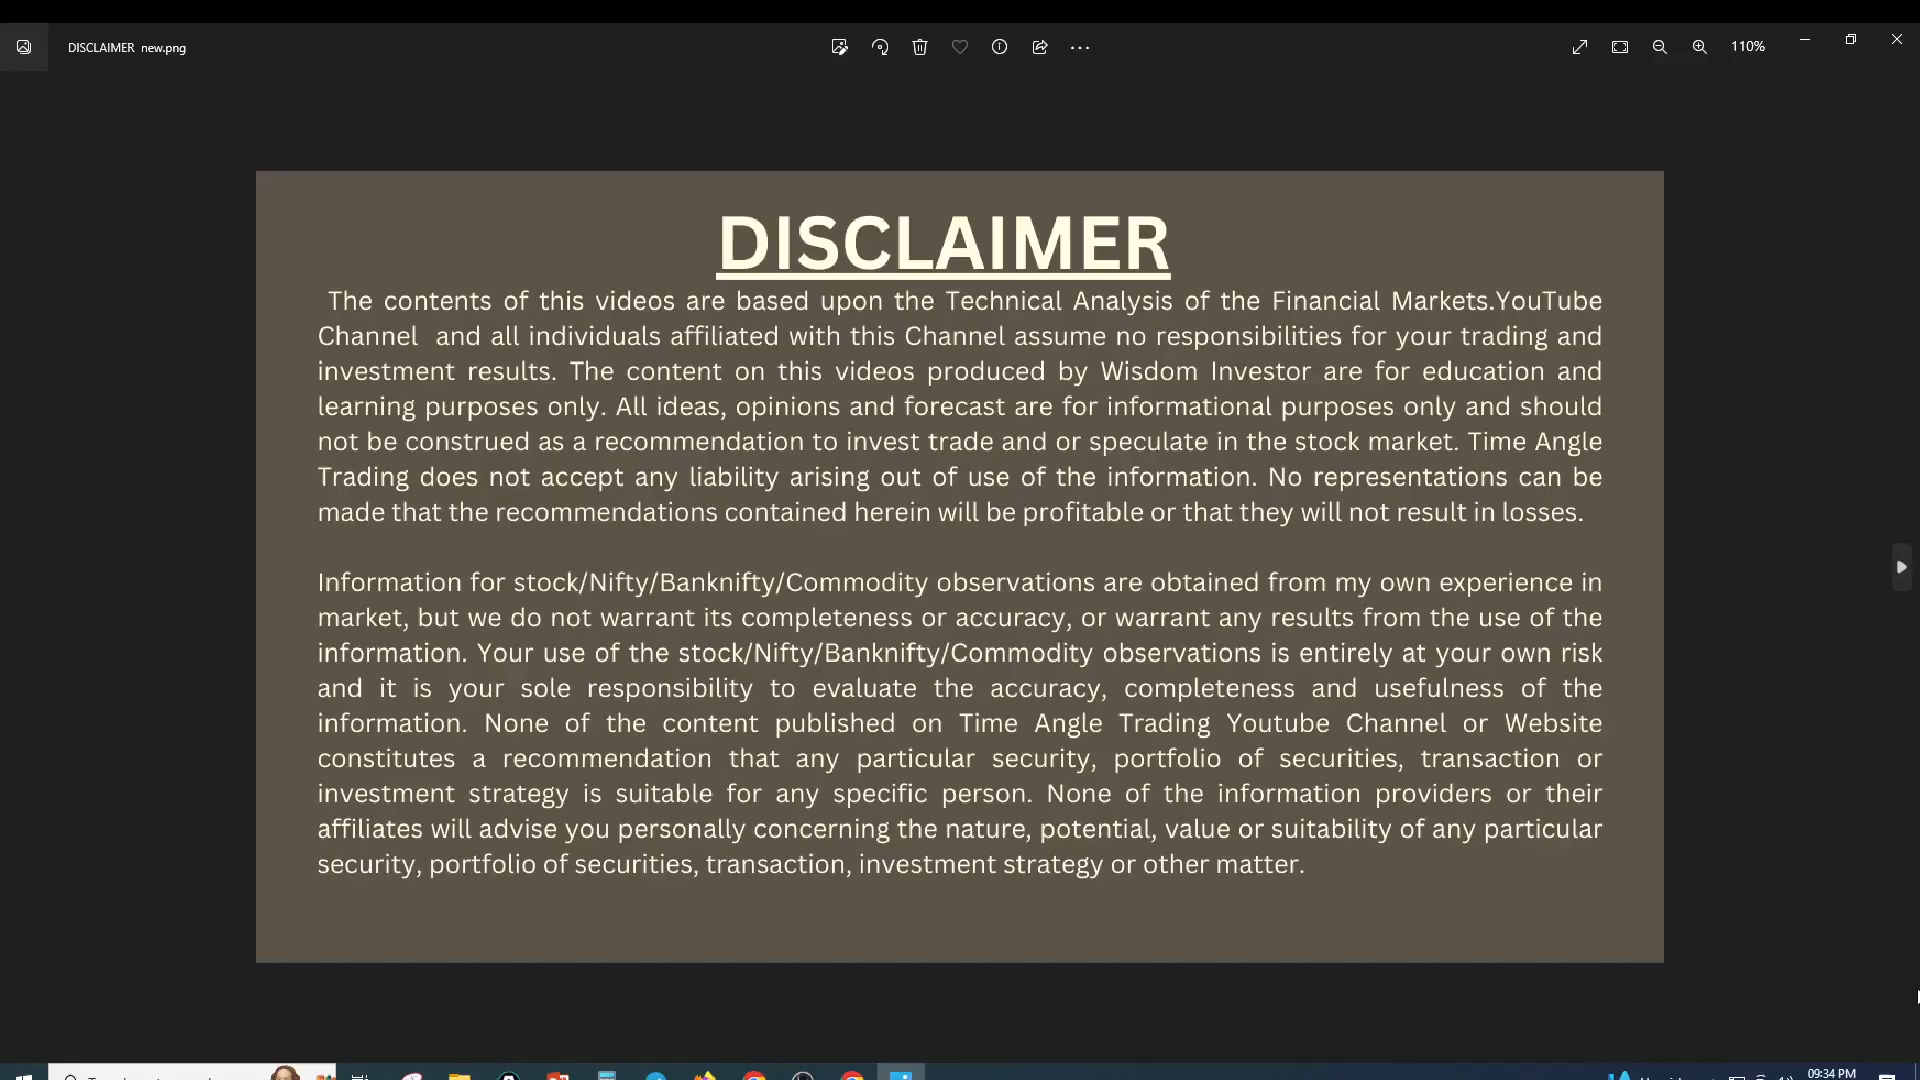 DISCLAIMER new.png
110%
DISCLAIMER
The contents of this videos are based upon the Technical Analysis of the Financial Markets.YouTube
Channel and all individuals affiliated with this Channel assume no responsibilities for your trading and
investment results. The content on this videos produced by Wisdom Investor are for education and
learning purposes only. All ideas, opinions and forecast are for informational purposes only and should
not be construed as a recommendation to invest trade and or speculate in the stock market. Time Angle
Trading does not accept any liability arising out of use of the information. No representations can be
made that the recommendations contained herein will be profitable or that they will not result in losses.
Information for stock/Nifty/Banknifty/Commodity observations are obtained from my own experience in
market, but we do not warrant its completeness or accuracy, or warrant any results from the use of the
information. Your use of the stock/Nifty/Banknifty/Commodity observations is entirely at your own risk
and it is your sole responsibility to evaluate the accuracy, completeness and usefulness of the
information. None of the content published on Time Angle Trading Youtube Channel or Website
constitutes a recommendation that any particular security, portfolio of securities, transaction or
investment strategy is suitable for any specific person. None of the information providers or their
affiliates will advise you personally concerning the nature, potential, value or suitability of any particular
security, portfolio of securities, transaction, investment strategy or other matter.
09:34 PM